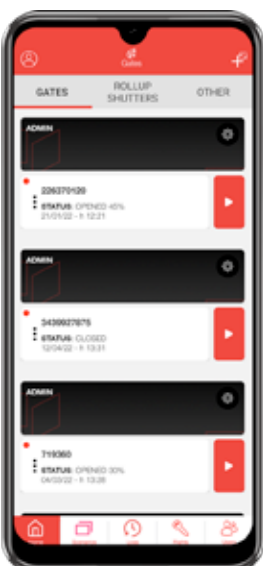 Gates
GATES
ROLLUP
SHUTTERS
OTHER
ADMIN
226370120
STATUS: OPENED 45%
21/01/22 - h 12:21
ADMIN
3439927875
STATUS: CLOSED
12/04/22 - h 13:31
ADMIN
719360
STATUS: OPENED 30%
04/03/22 - h 13:28